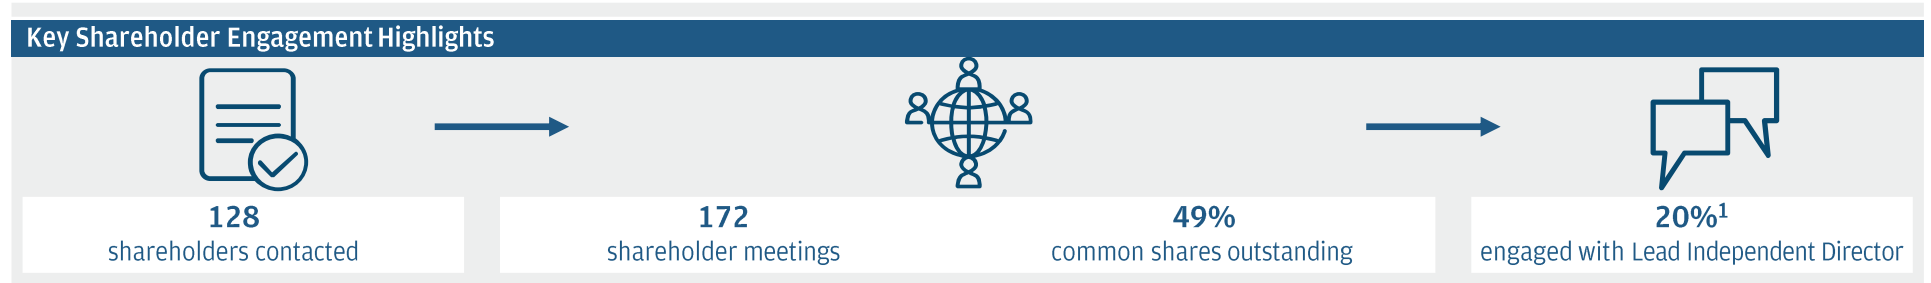 Key Shareholder Engagement Highlights
128
shareholders contacted
172
shareholder meetings
49%
common shares outstanding
20%¹
engaged with Lead Independent Director